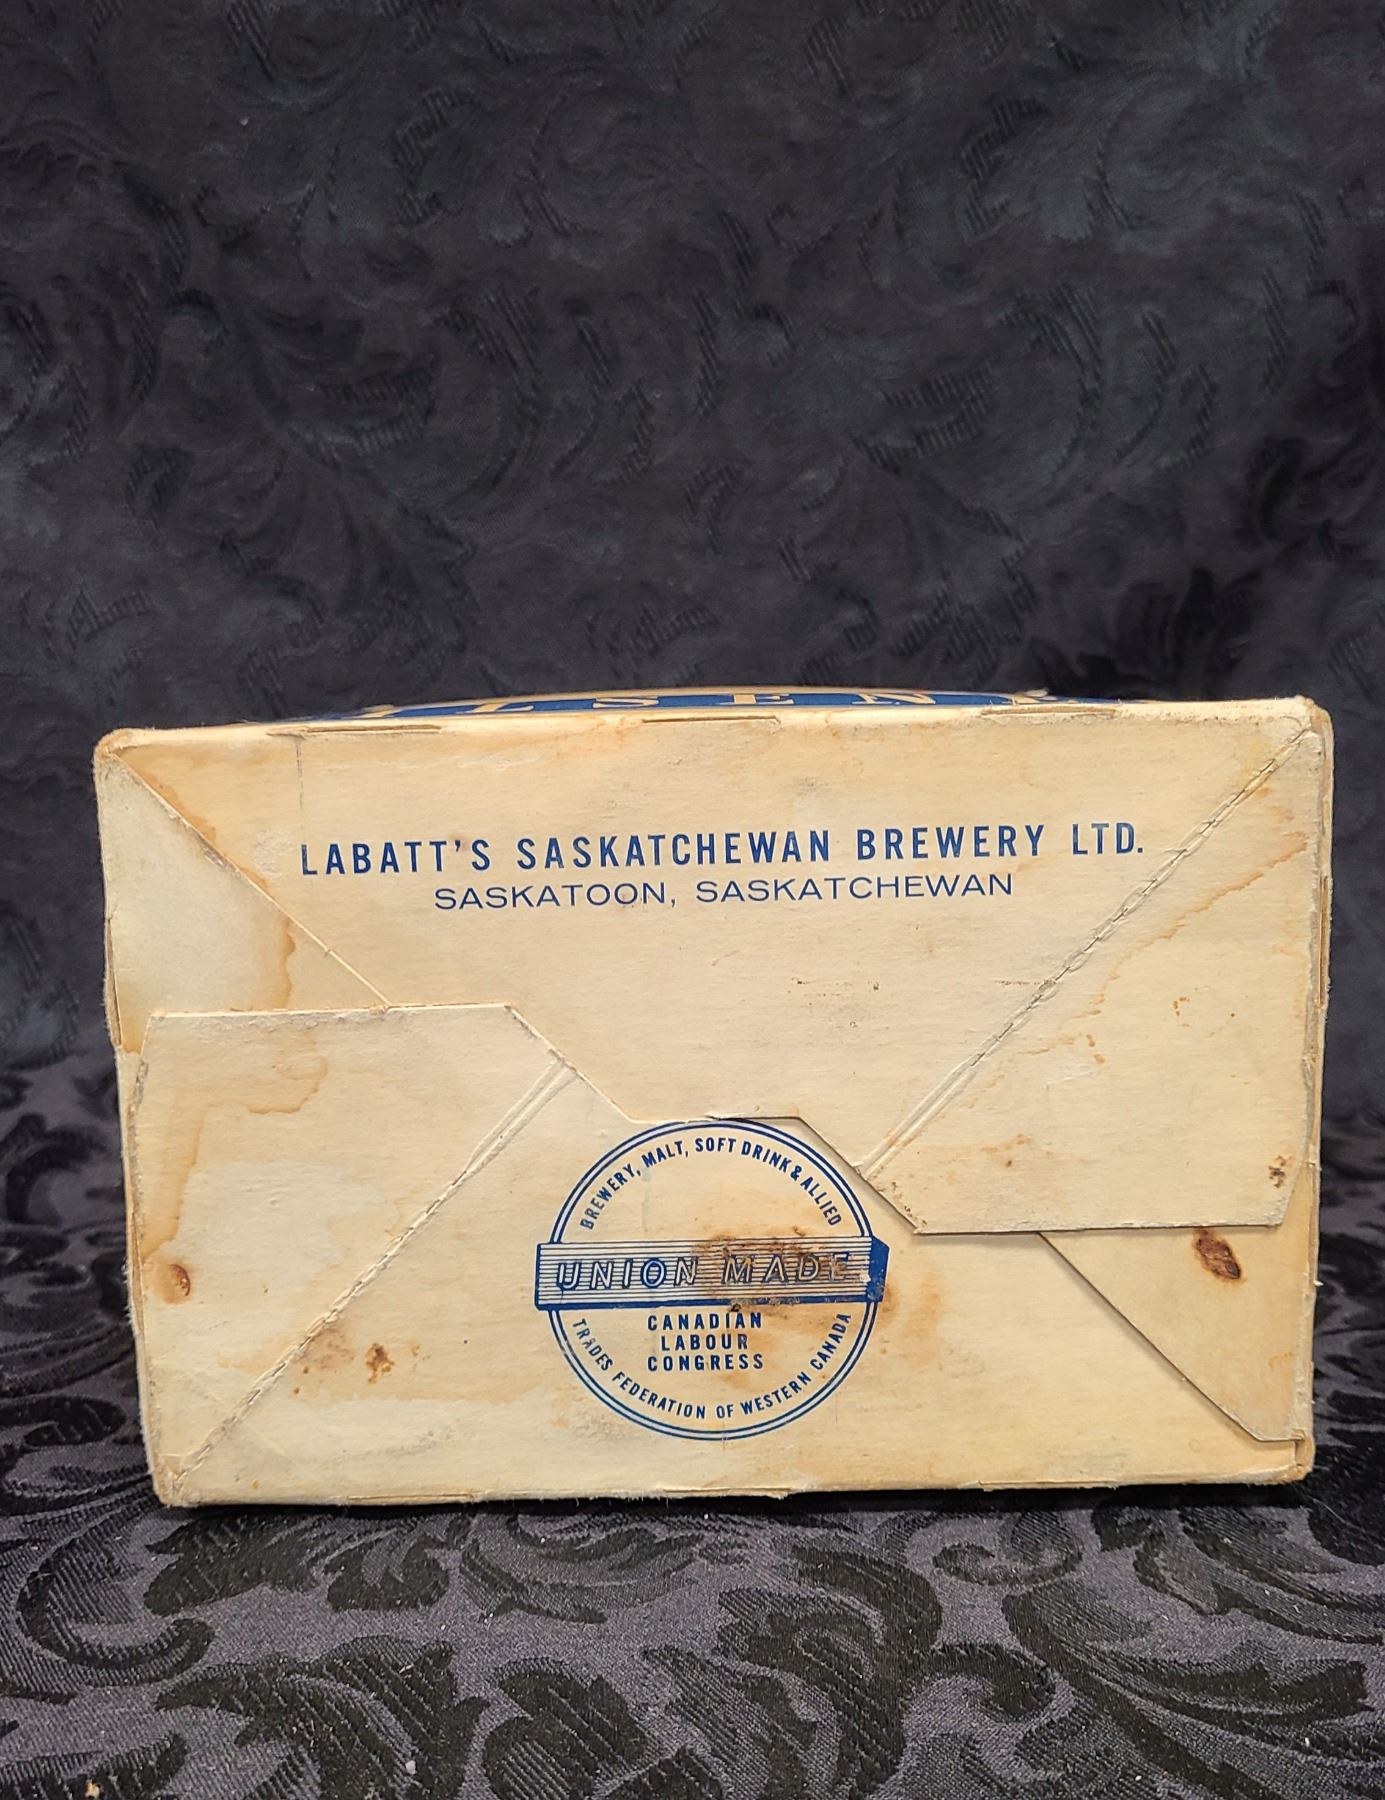 LABATT'S SASKATCHEWAN BREWERY LTD.
SASKATOON, SASKATCHEWAN
BREWERY, MALT, SOFT DRINK & ALLIED
UNION MADE
CANADIAN
LABOUR
CONGRESS
TRADES FEDERATION OF WESTERN CANADA